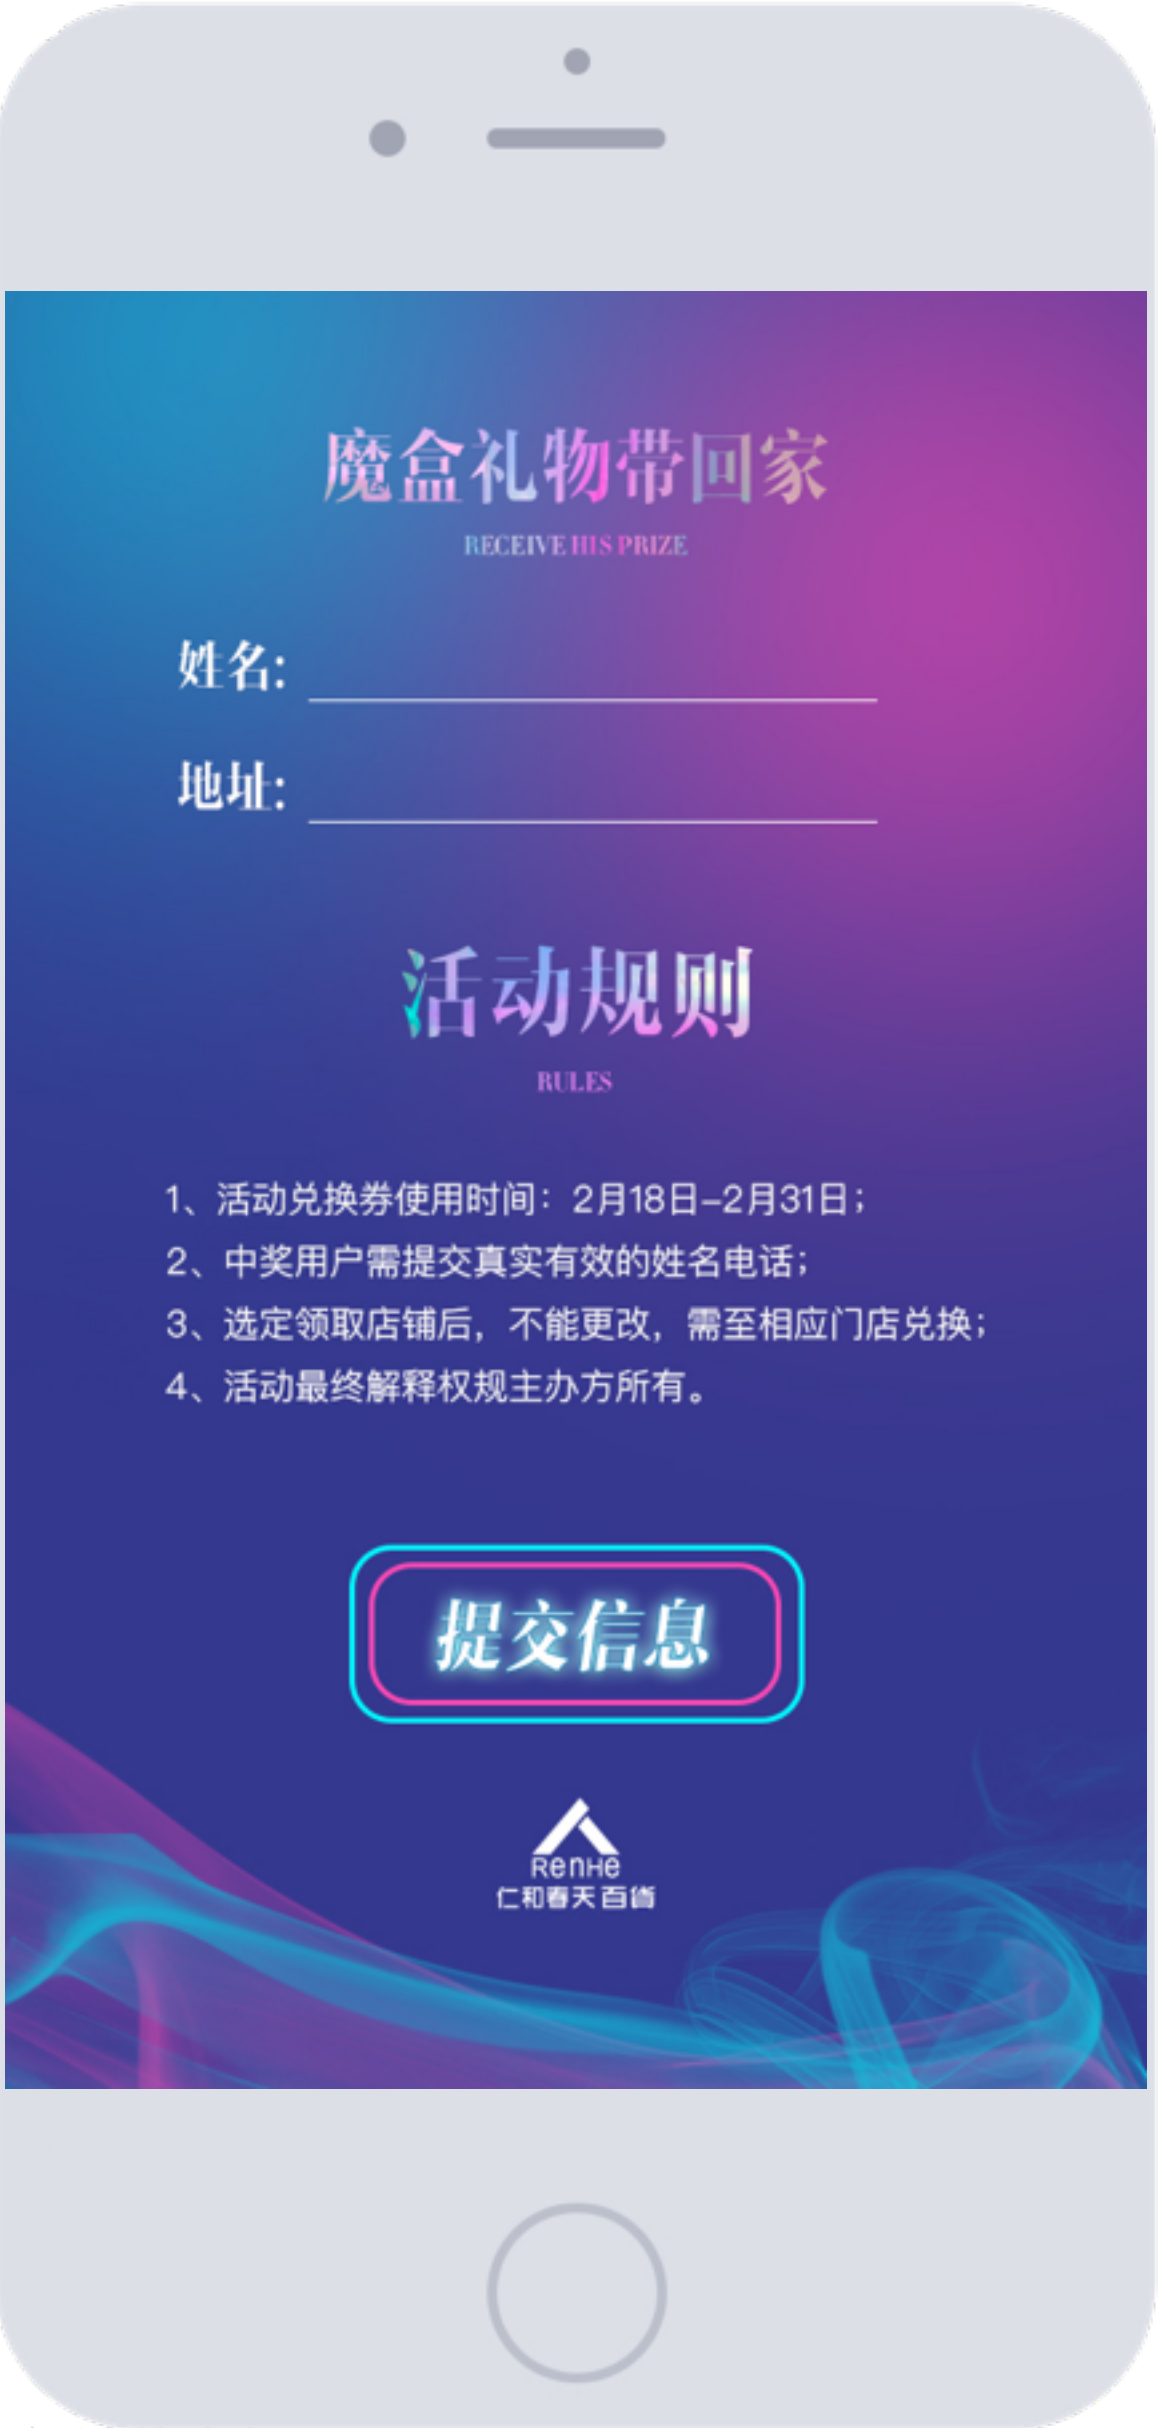 魔盒礼物带回家
RECEIVE HIS PRIZE
姓名:
地址:
活动规则
RULES
1、活动兑换券使用时间：2月18日-2月31日；
2、中奖用户需提交真实有效的姓名电话；
3、选定领取店铺后，不能更改，需至相应门店兑换；
4、活动最终解释权规主办方所有。
提交信息
RenHe
仁和春天百货